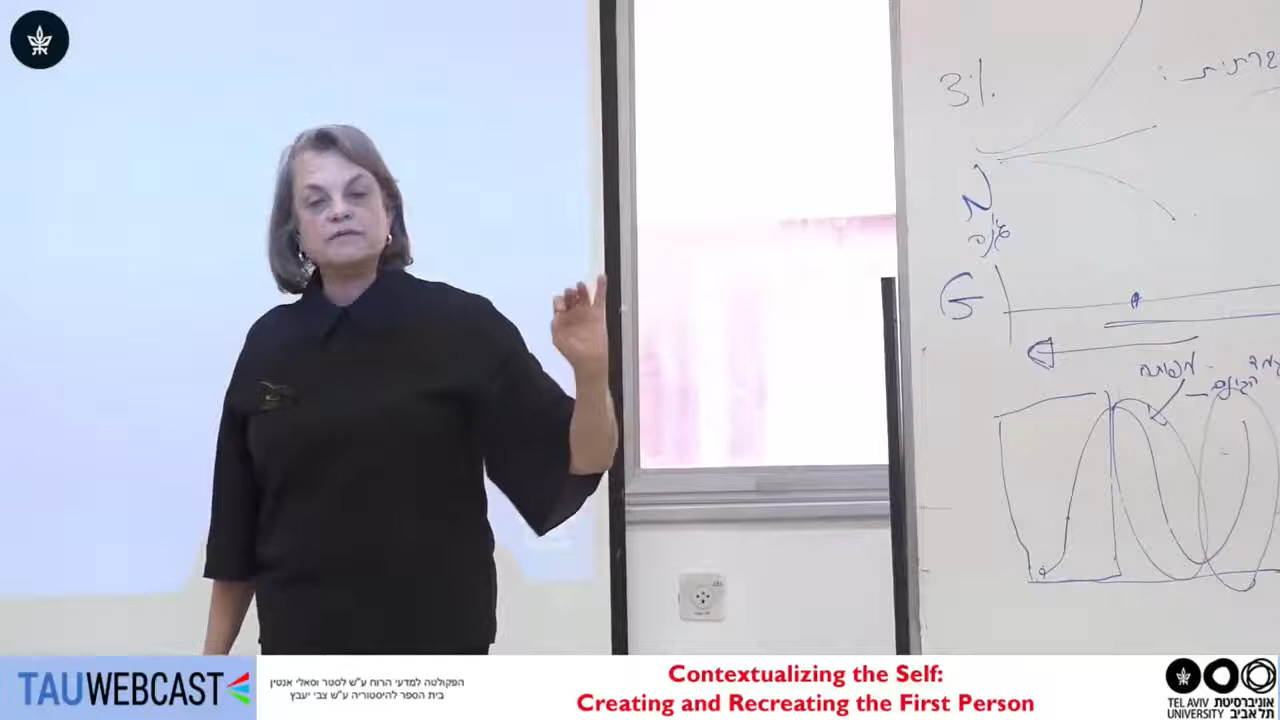 3%
G
TAUWEBCAST
הפקולטה למדעי הרוח ע"ש לסטר וסאלי אנטין
בית הספר להיסטוריה ע"ש צבי יעבץ
Contextualizing the Self:
Creating and Recreating the First Person
TEL AVIV UNIVERSITY
אוניברסיטת תל אביב